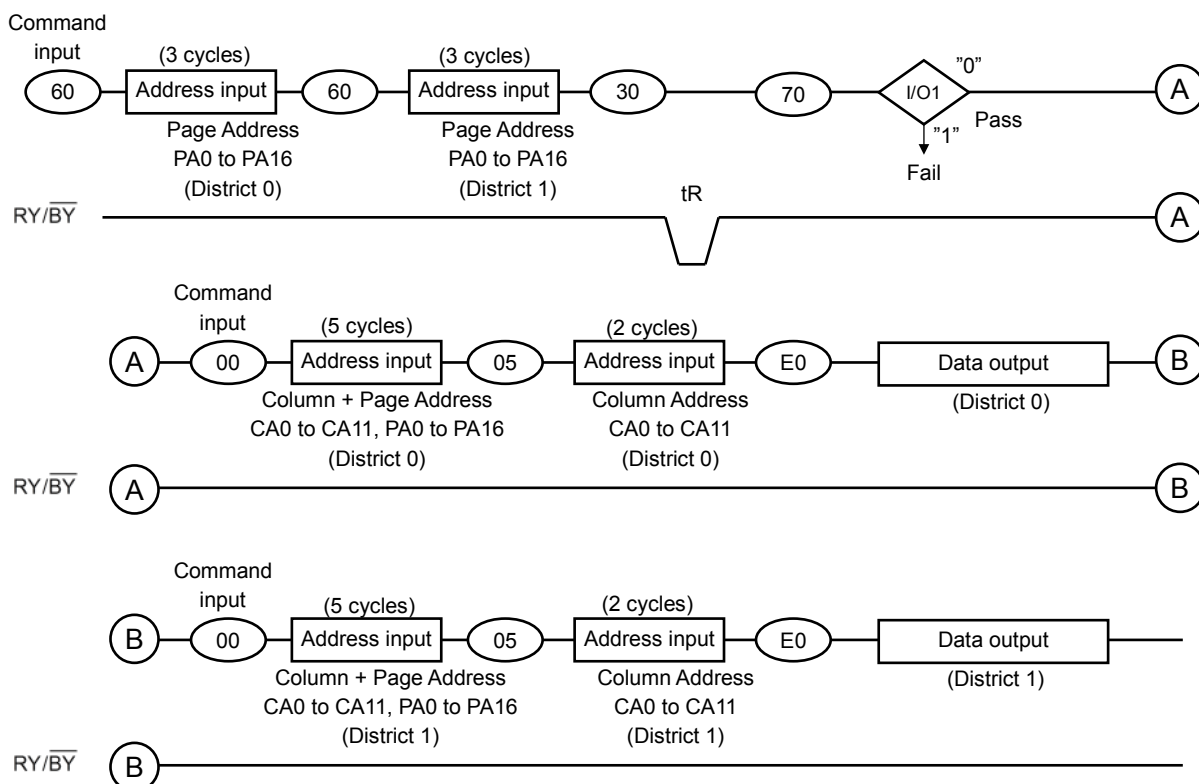 Command
input
(3 cycles)
(3 cycles)
60
Address input
60
Address input
30
70
I/O1
"0"
Pass
"1"
Fail
A
Page Address
PA0 to PA16
(District 0)
Page Address
PA0 to PA16
(District 1)
tR
RY/BY
A
Command
input
(5 cycles)
(2 cycles)
A
00
Address input
05
Address input
E0
Data output
B
Column + Page Address
CA0 to CA11, PA0 to PA16
(District 0)
Column Address
CA0 to CA11
(District 0)
(District 0)
RY/BY
A
B
Command
input
(5 cycles)
(2 cycles)
B
00
Address input
05
Address input
E0
Data output
Column + Page Address
CA0 to CA11, PA0 to PA16
(District 1)
Column Address
CA0 to CA11
(District 1)
(District 1)
RY/BY
B